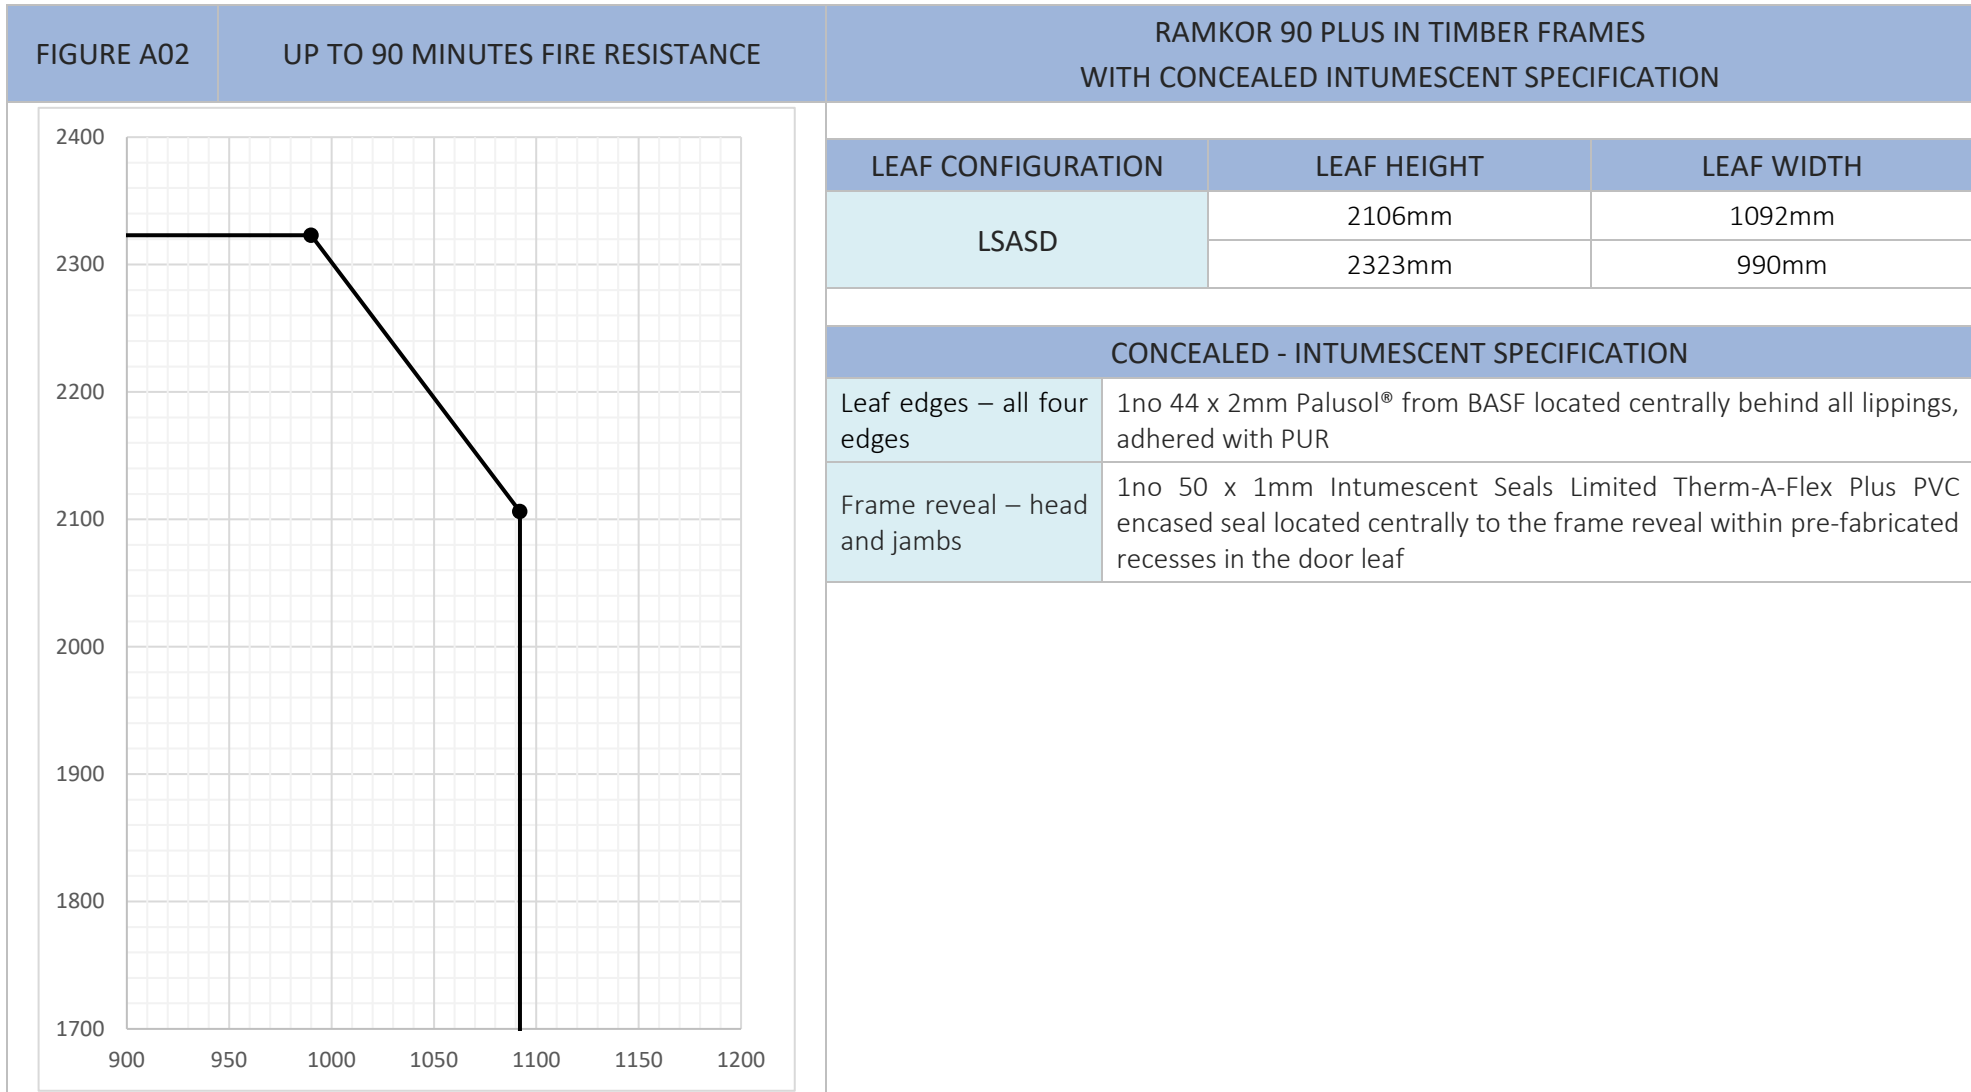 FIGURE A02
UP TO 90 MINUTES FIRE RESISTANCE
RAMKOR 90 PLUS IN TIMBER FRAMES
WITH CONCEALED INTUMESCENT SPECIFICATION
2400
2300
2200
2100
2000
1900
1800
1700
900 950 1000 1050 1100 1150 1200
LEAF CONFIGURATION LEAF HEIGHT LEAF WIDTH
LSASD
2106mm 1092mm
2323mm 990mm
CONCEALED - INTUMESCENT SPECIFICATION
Leaf edges – all four
edges
1no 44 x 2mm Palusol® from BASF located centrally behind all lippings,
adhered with PUR
Frame reveal – head
and jambs
1no 50 x 1mm Intumescent Seals Limited Therm-A-Flex Plus PVC
encased seal located centrally to the frame reveal within pre-fabricated
recesses in the door leaf